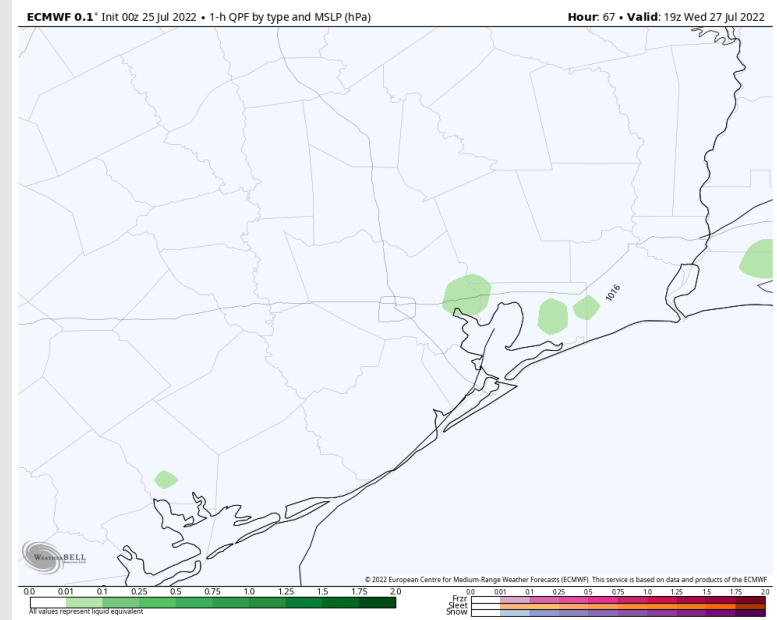 ECMWF 0.1° Init 00z 25 Jul 2022 • 1-h QPF by type and MSLP (hPa)
Hour: 67 • Valid: 19z Wed 27 Jul 2022
1016
WEATHERBELL
© 2022 European Centre for Medium-Range Weather Forecasts (ECMWF). This service is based on data and products of the ECMWF.
0.0 0.01 0.1 0.25 0.5 0.75 1.0 1.25 1.5 1.75 2.0
All values represent liquid equivalent
0.0 0.01 0.1 0.25 0.5 0.75 1.0 1.25 1.5 1.75 2.0
Frzr
Sleet
Snow